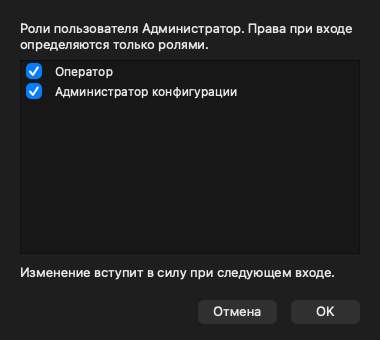 Роли пользователя Администратор. Права при входе
определяются только ролями.
Оператор
Администратор конфигурации
Изменение вступит в силу при следующем входе.
Отмена
OK